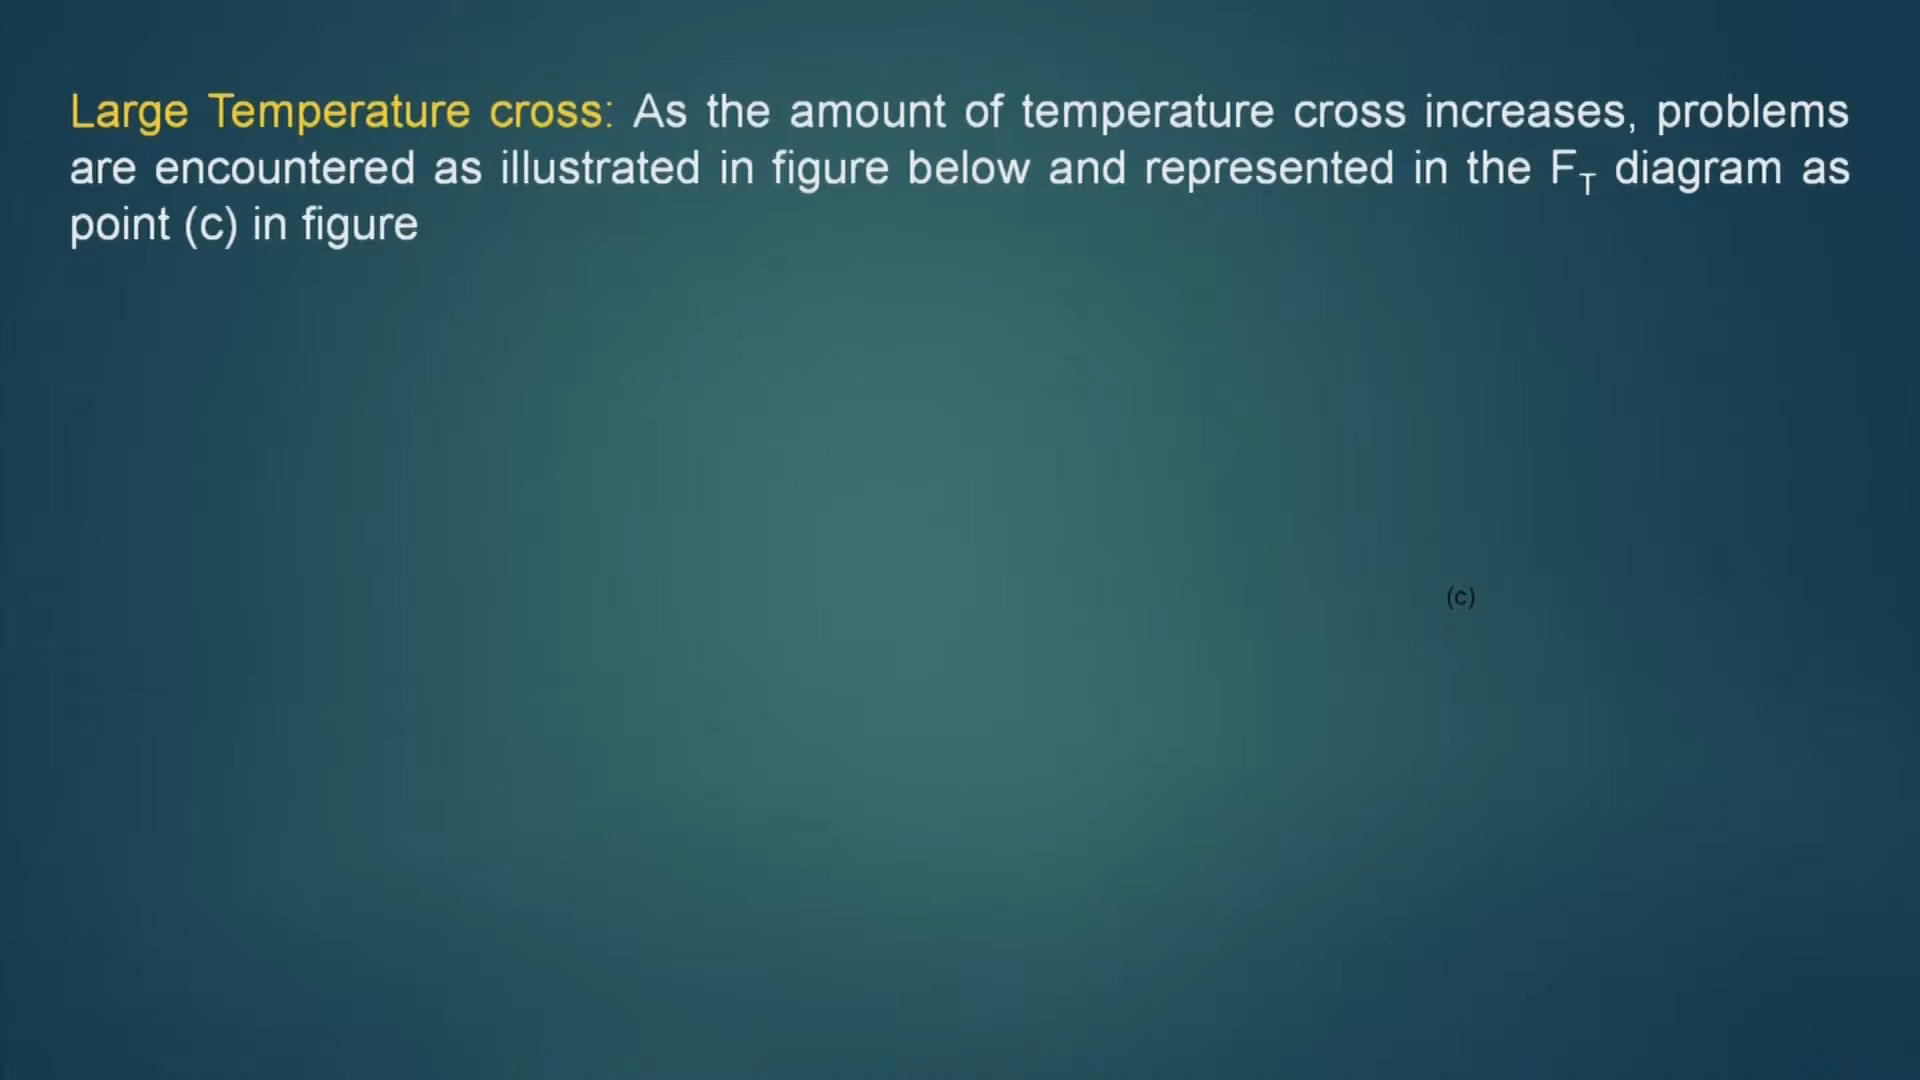 Large Temperature cross: As the amount of temperature cross increases, problems
are encountered as illustrated in figure below and represented in the F_T diagram as
point (c) in figure
(c)